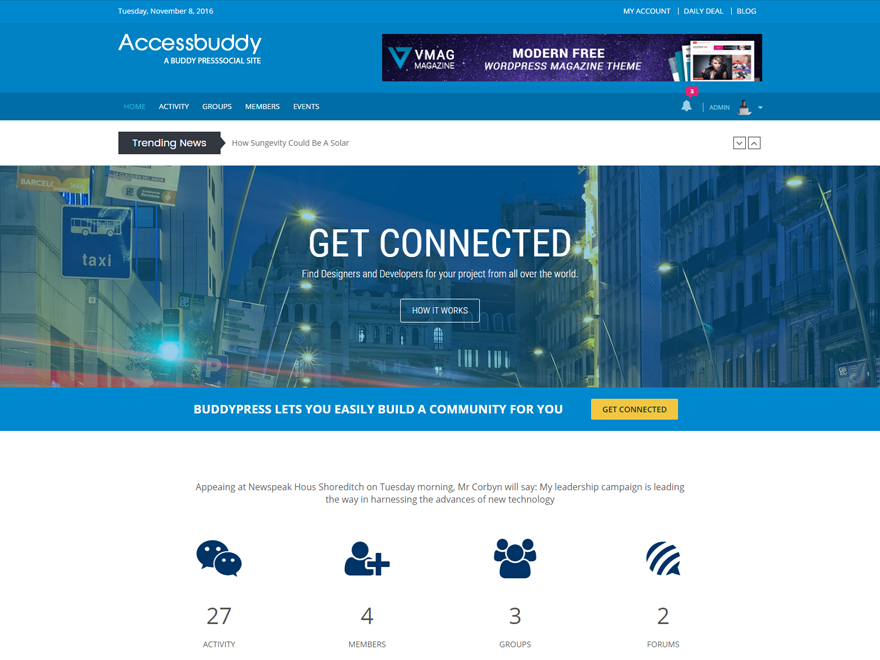 Tuesday, November 8, 2016
MY ACCOUNT | DAILY DEAL | BLOG
Accessbuddy
A BUDDY PRESSSOCIAL SITE
VMAG
MAGAZINE
MODERN FREE
WORDPRESS MAGAZINE THEME
HOME ACTIVITY GROUPS MEMBERS EVENTS
3
ADMIN
Trending News
How Sungevity Could Be A Solar
BARCEL
taxi
P
GET CONNECTED
Find Designers and Developers for your project from all over the world.
HOW IT WORKS
BUDDYPRESS LETS YOU EASILY BUILD A COMMUNITY FOR YOU
GET CONNECTED
Appeaing at Newspeak Hous Shoreditch on Tuesday morning, Mr Corbyn will say: My leadership campaign is leading
the way in harnessing the advances of new technology
27 4 3 2
ACTIVITY MEMBERS GROUPS FORUMS